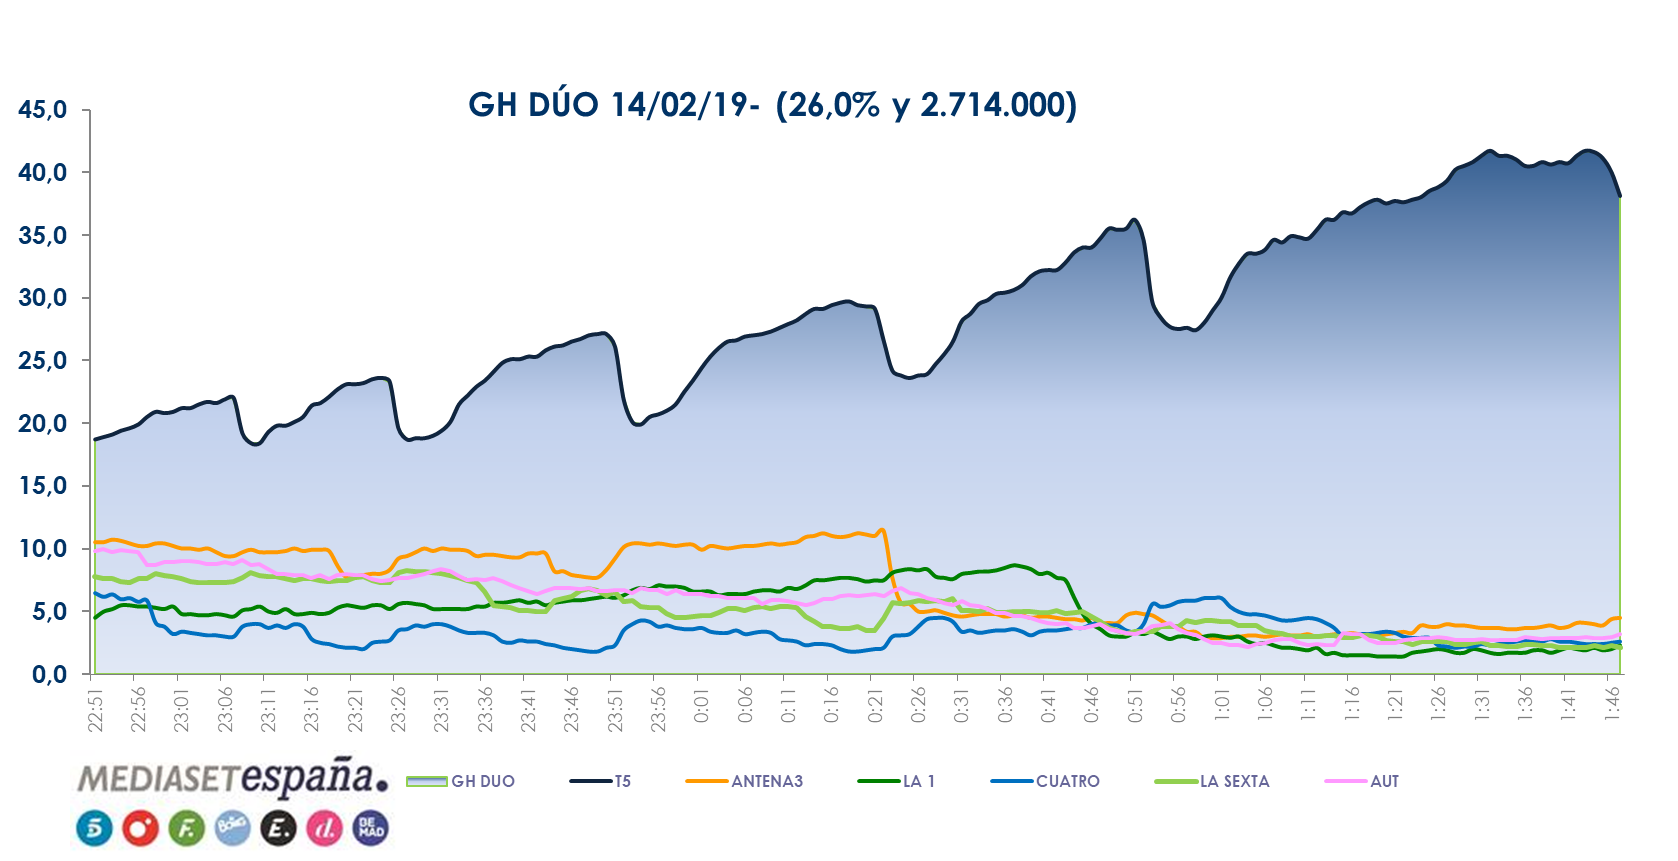 GH DÚO 14/02/19- (26,0% y 2.714.000)
45,0
40,0
35,0
30,0
25,0
20,0
15,0
10,0
5,0
0,0
22:51 22:56 23:01 23:06 23:11 23:16 23:21 23:26 23:31 23:36 23:41 23:46 23:51 23:56 0:01 0:06 0:11 0:16 0:21 0:26 0:31 0:36 0:41 0:46 0:51 0:56 1:01 1:06 1:11 1:16 1:21 1:26 1:31 1:36 1:41 1:46
MEDIASETespaña.
GH DUO T5 ANTENA3 LA 1 CUATRO LA SEXTA AUT
5 F. Boing E. d. BE MAD